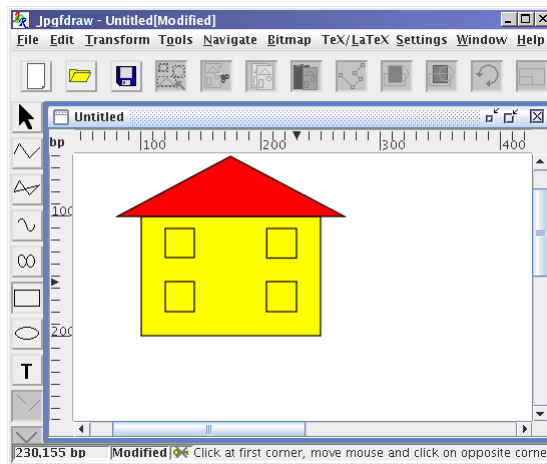 Jpgfdraw - Untitled[Modified]
File Edit Transform Tools Navigate Bitmap TeX/LaTeX Settings Window Help
Untitled
bp 100 200 300 400
100
200
T
230,155 bp Modified Click at first corner, move mouse and click on opposite corne